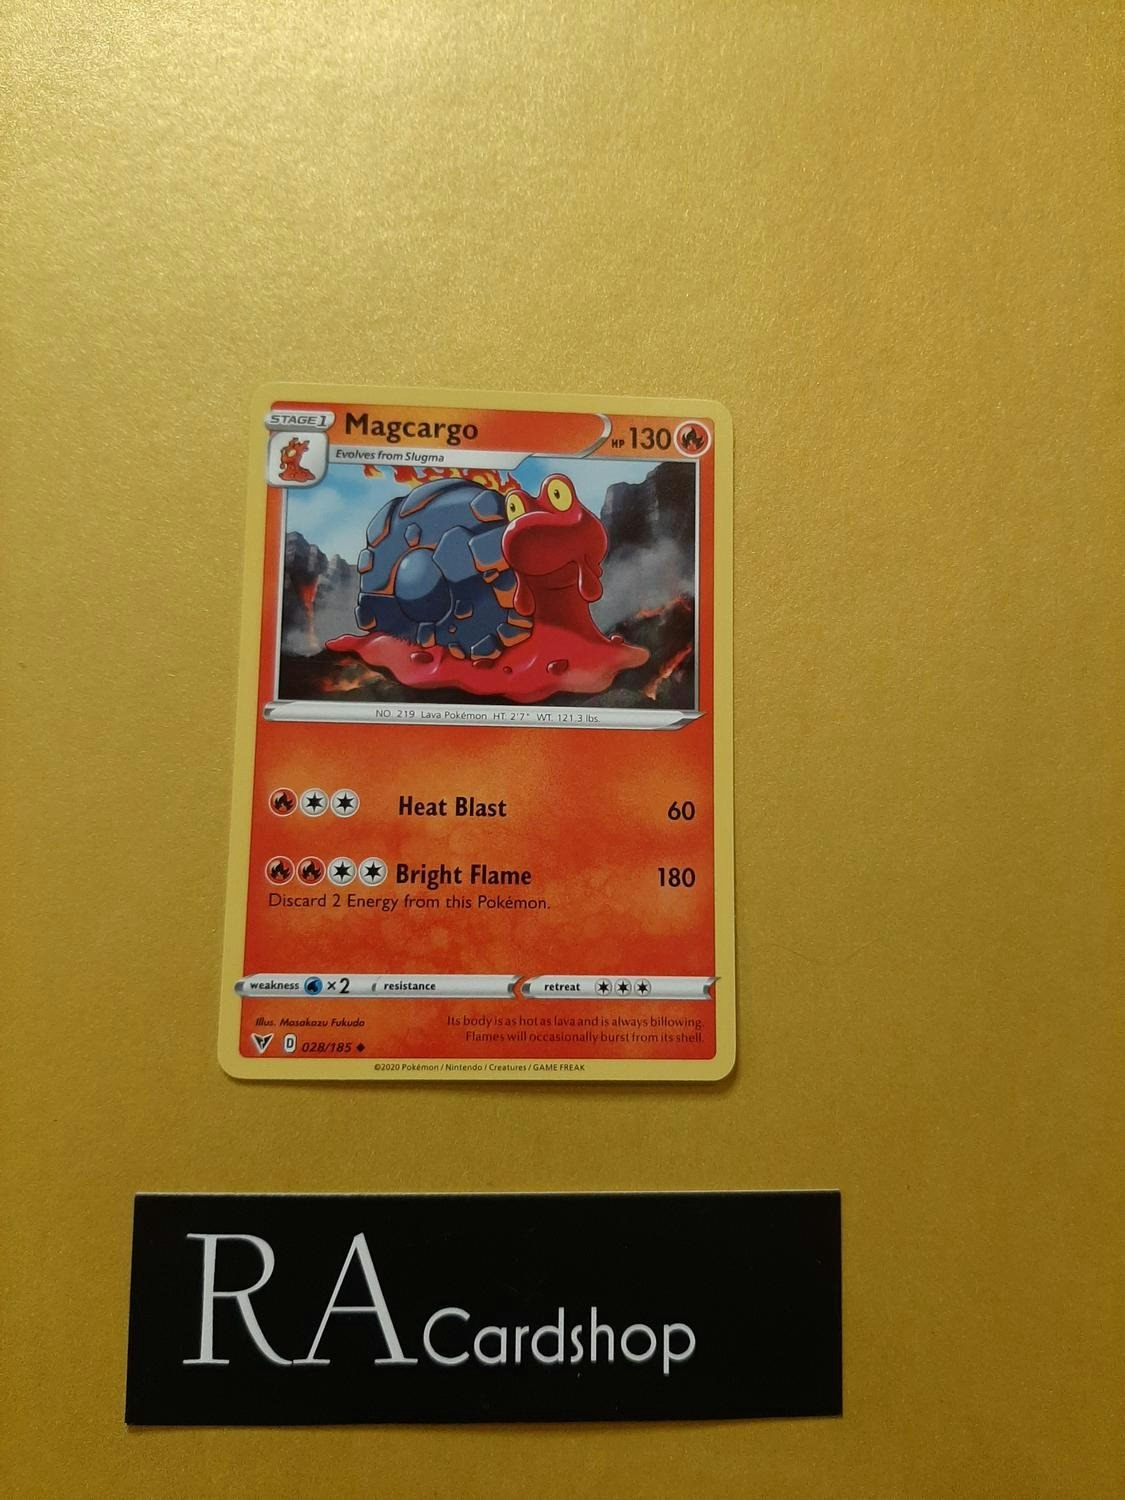 STAGE 1
Magcargo
HP 130
Evolves from Slugma
NO. 219 Lava Pokémon HT. 2'7" WT. 121.3 lbs.
Heat Blast 60
Bright Flame 180
Discard 2 Energy from this Pokémon.
weakness ×2 resistance retreat
Illus. Masakazu Fukuda
Its body is as hot as lava and is always billowing.
Flames will occasionally burst from its shell.
D 028/185
©2020 Pokémon / Nintendo / Creatures / GAME FREAK
RA Cardshop